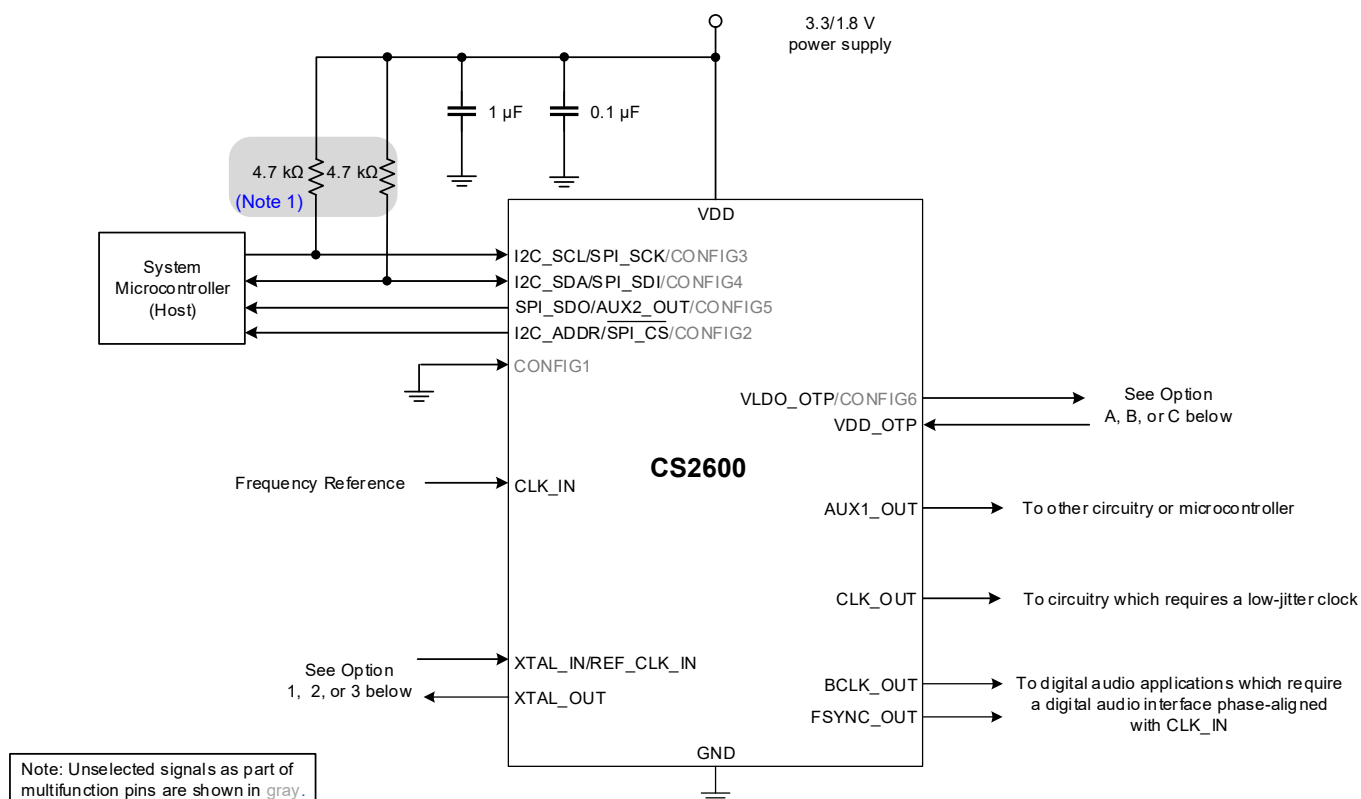 3.3/1.8 V
power supply
1 µF
0.1 µF
4.7 kΩ
4.7 kΩ
(Note 1)
VDD
System
Microcontroller
(Host)
I2C_SCL/SPI_SCK/CONFIG3
I2C_SDA/SPI_SDI/CONFIG4
SPI_SDO/AUX2_OUT/CONFIG5
I2C_ADDR/SPI_CS/CONFIG2
CONFIG1
VLDO_OTP/CONFIG6
VDD_OTP
See Option
A, B, or C below
CS2600
Frequency Reference
CLK_IN
AUX1_OUT
To other circuitry or microcontroller
CLK_OUT
To circuitry which requires a low-jitter clock
See Option
1, 2, or 3 below
XTAL_IN/REF_CLK_IN
XTAL_OUT
BCLK_OUT
FSYNC_OUT
To digital audio applications which require
a digital audio interface phase-aligned
with CLK_IN
GND
Note: Unselected signals as part of
multifunction pins are shown in gray.